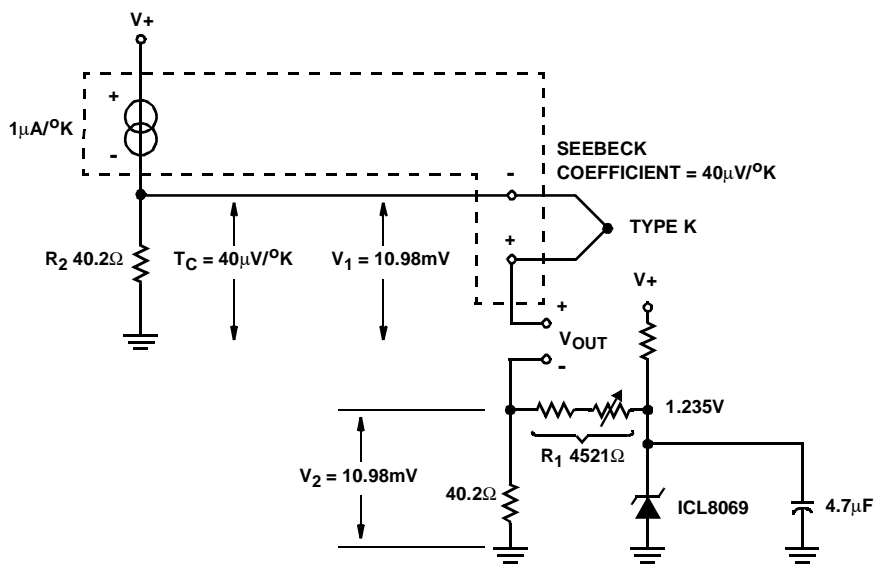 V+
+
1µA/°K
-
SEEBECK
COEFFICIENT = 40µV/°K
-
TYPE K
+
R2 40.2Ω
TC = 40µV/°K
V1 = 10.98mV
V+
+
VOUT
-
1.235V
R1 4521Ω
V2 = 10.98mV
40.2Ω
ICL8069
4.7µF